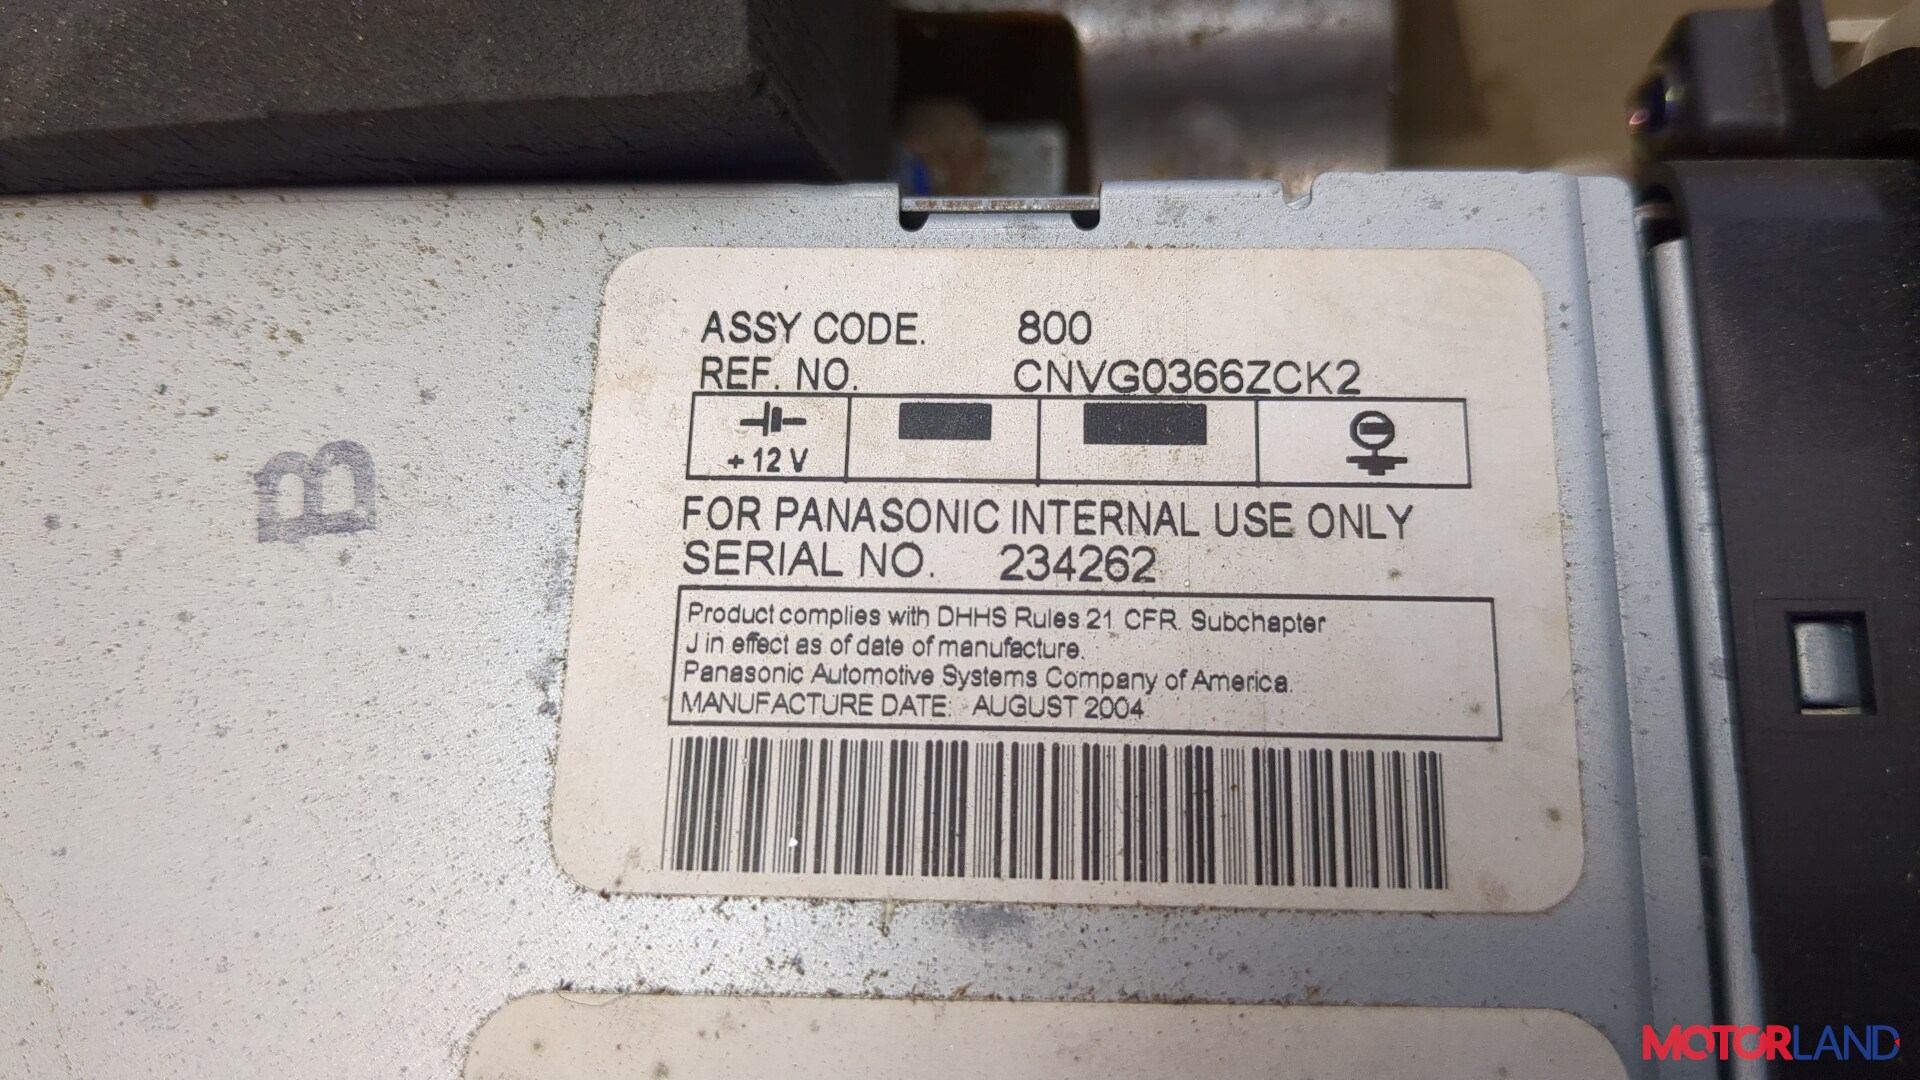 ASSY CODE. 800
REF. NO. CNVG0366ZCK2
+ 12 V
FOR PANASONIC INTERNAL USE ONLY
SERIAL NO. 234262
Product complies with DHHS Rules 21 CFR. Subchapter
J in effect as of date of manufacture.
Panasonic Automotive Systems Company of America.
MANUFACTURE DATE: AUGUST 2004
B
MOTORLAND